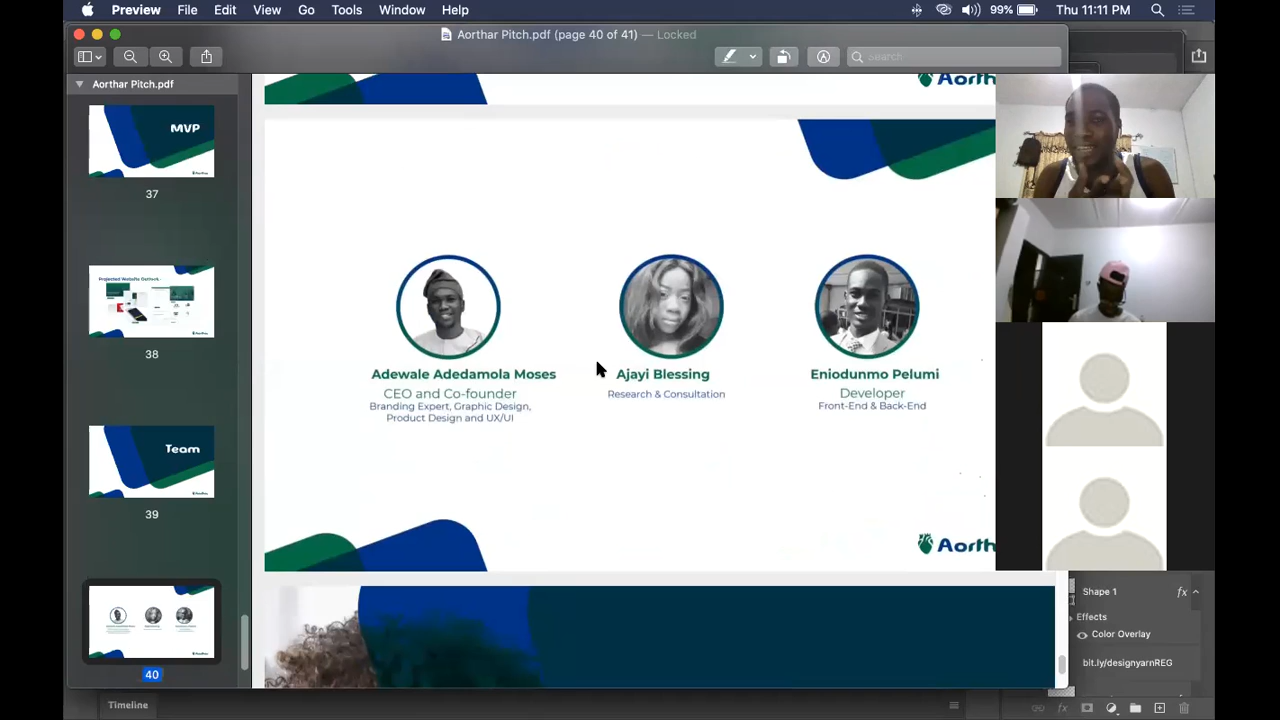 Preview File Edit View Go Tools Window Help
99% Thu 11:11 PM
Aorthar Pitch.pdf (page 40 of 41) — Locked
Search
Aorthar Pitch.pdf
MVP
37
Projected Website Outlook -
38
Team
39
40
Aorthar
Adewale Adedamola Moses
CEO and Co-founder
Branding Expert, Graphic Design,
Product Design and UX/UI
Ajayi Blessing
Research & Consultation
Eniodunmo Pelumi
Developer
Front-End & Back-End
Aorth
Shape 1
fx
Effects
Color Overlay
bit.ly/designyarnREG
fx
Timeline